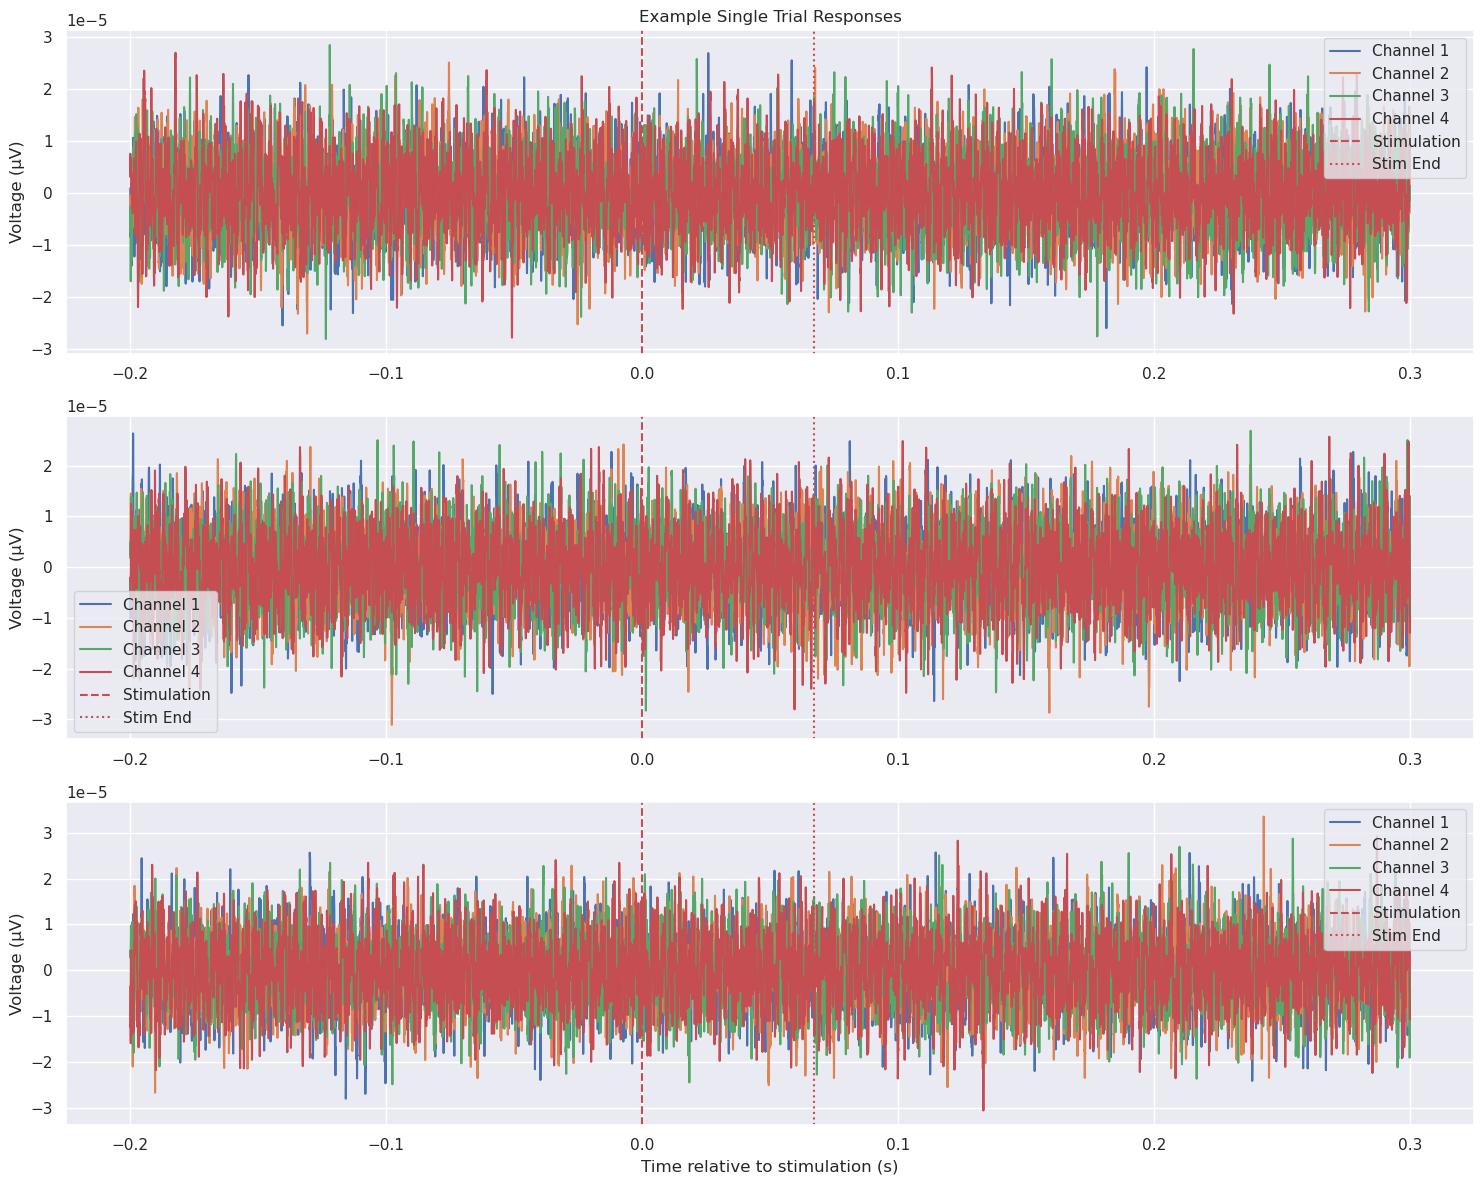 Example Single Trial Responses
1e−5
3
2
1
0
−1
−2
−3
Voltage (µV)
Channel 1
Channel 2
Channel 3
Channel 4
Stimulation
Stim End
−0.2
−0.1
0.0
0.1
0.2
0.3
1e−5
2
1
0
−1
−2
−3
Voltage (µV)
Channel 1
Channel 2
Channel 3
Channel 4
Stimulation
Stim End
−0.2
−0.1
0.0
0.1
0.2
0.3
1e−5
3
2
1
0
−1
−2
−3
Voltage (µV)
Channel 1
Channel 2
Channel 3
Channel 4
Stimulation
Stim End
−0.2
−0.1
0.0
0.1
0.2
0.3
Time relative to stimulation (s)